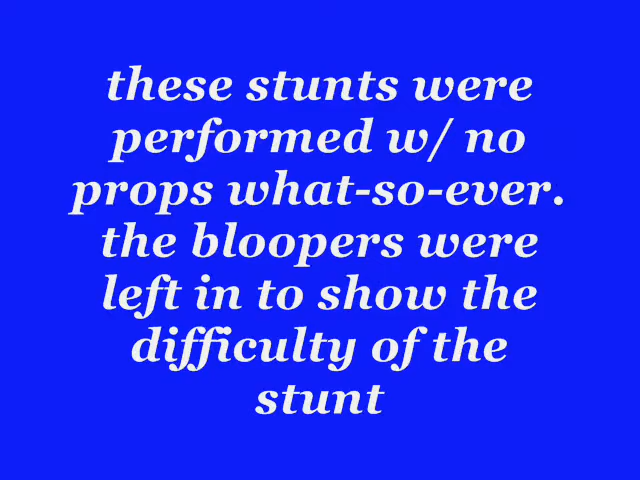 these stunts were
performed w/ no
props what-so-ever.
the bloopers were
left in to show the
difficulty of the
stunt